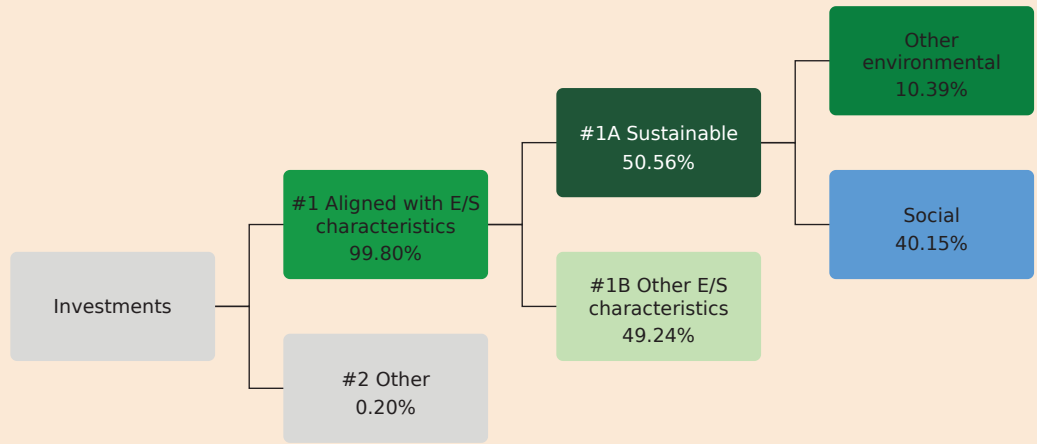 Investments
#1 Aligned with E/S
characteristics
99.80%
#2 Other
0.20%
#1A Sustainable
50.56%
#1B Other E/S
characteristics
49.24%
Other
environmental
10.39%
Social
40.15%